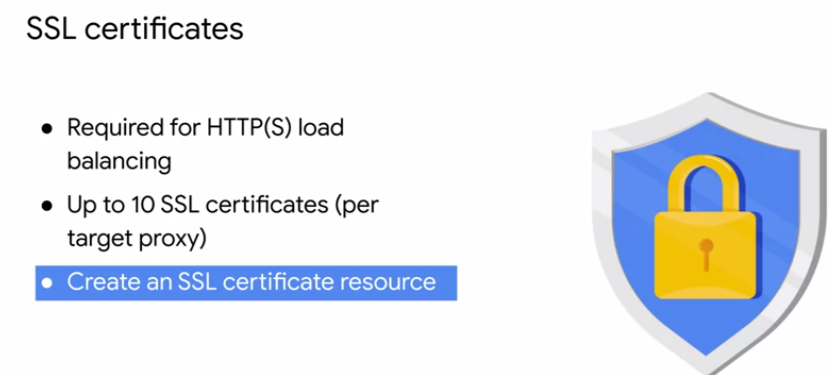 SSL certificates
● Required for HTTP(S) load
balancing
● Up to 10 SSL certificates (per
target proxy)
● Create an SSL certificate resource